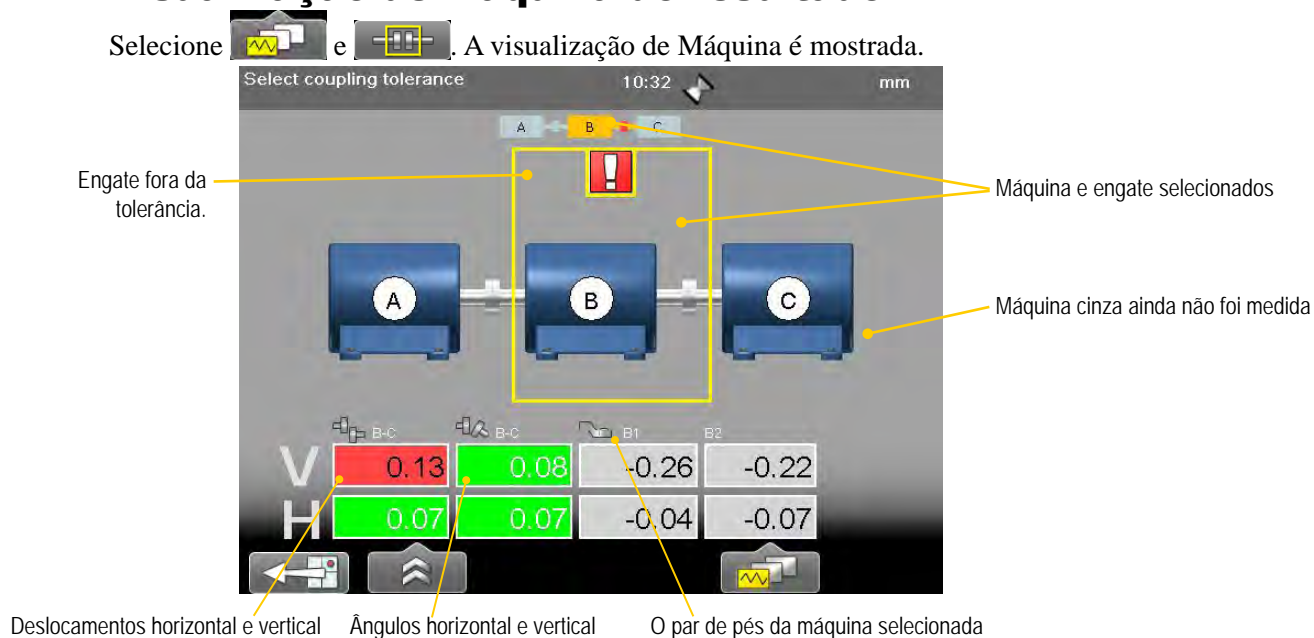 Selecione e . A visualização de Máquina é mostrada.
Select coupling tolerance 10:32 mm
A B C
Engate fora da
tolerância.
Máquina e engate selecionados
A B C
Máquina cinza ainda não foi medida
B-C B-C B1 B2
V 0.13 0.08 -0.26 -0.22
H 0.07 0.07 -0.04 -0.07
Deslocamentos horizontal e vertical Ângulos horizontal e vertical O par de pés da máquina selecionada